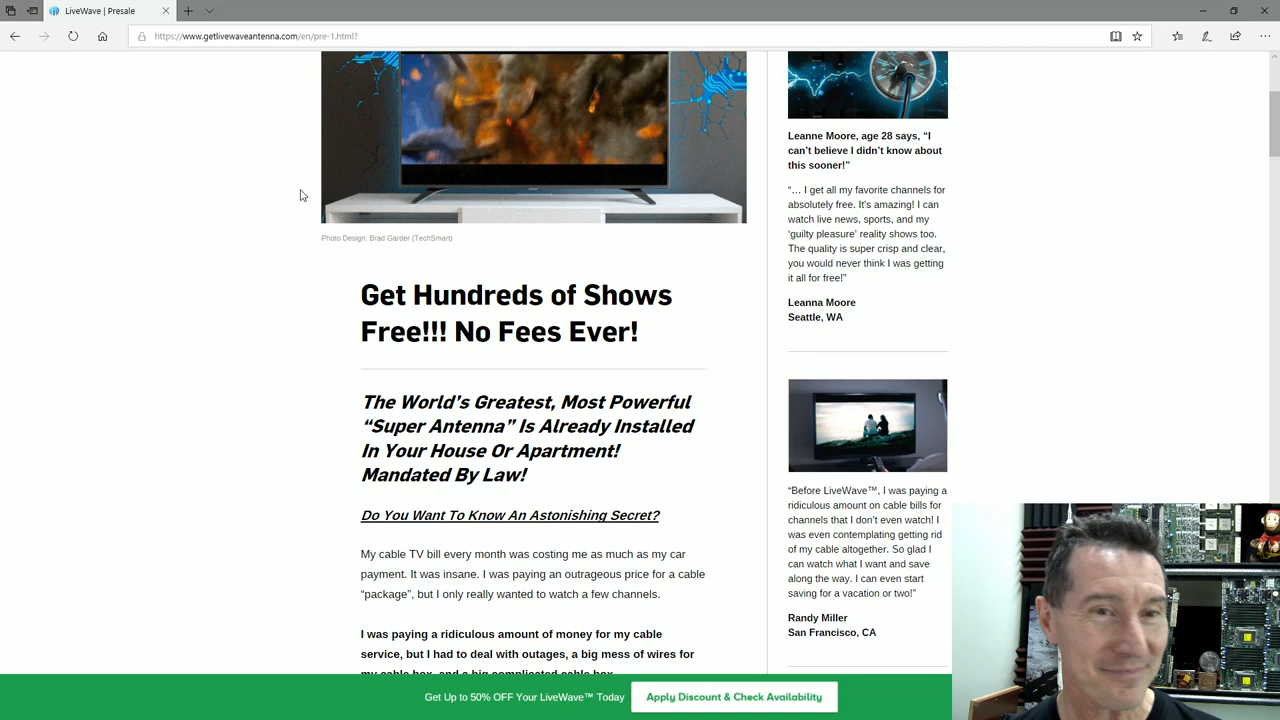 LiveWave | Presale
https://www.getlivewaveantenna.com/en/pre-1.html?
Photo Design: Brad Garder (TechSmart)
Get Hundreds of Shows
Free!!! No Fees Ever!
The World’s Greatest, Most Powerful
“Super Antenna” Is Already Installed
In Your House Or Apartment!
Mandated By Law!
Do You Want To Know An Astonishing Secret?
My cable TV bill every month was costing me as much as my car
payment. It was insane. I was paying an outrageous price for a cable
“package”, but I only really wanted to watch a few channels.
I was paying a ridiculous amount of money for my cable
service, but I had to deal with outages, a big mess of wires for
my cable box, and a big complicated cable box.
Leanne Moore, age 28 says, “I
can’t believe I didn’t know about
this sooner!”
“… I get all my favorite channels for
absolutely free. It’s amazing! I can
watch live news, sports, and my
‘guilty pleasure’ reality shows too.
The quality is super crisp and clear,
you would never think I was getting
it all for free!”
Leanna Moore
Seattle, WA
“Before LiveWave™, I was paying a
ridiculous amount on cable bills for
channels that I don’t even watch! I
was even contemplating getting rid
of my cable altogether. So glad I
can watch what I want and save
along the way. I can even start
saving for a vacation or two!”
Randy Miller
San Francisco, CA
Get Up to 50% OFF Your LiveWave™ Today
Apply Discount & Check Availability